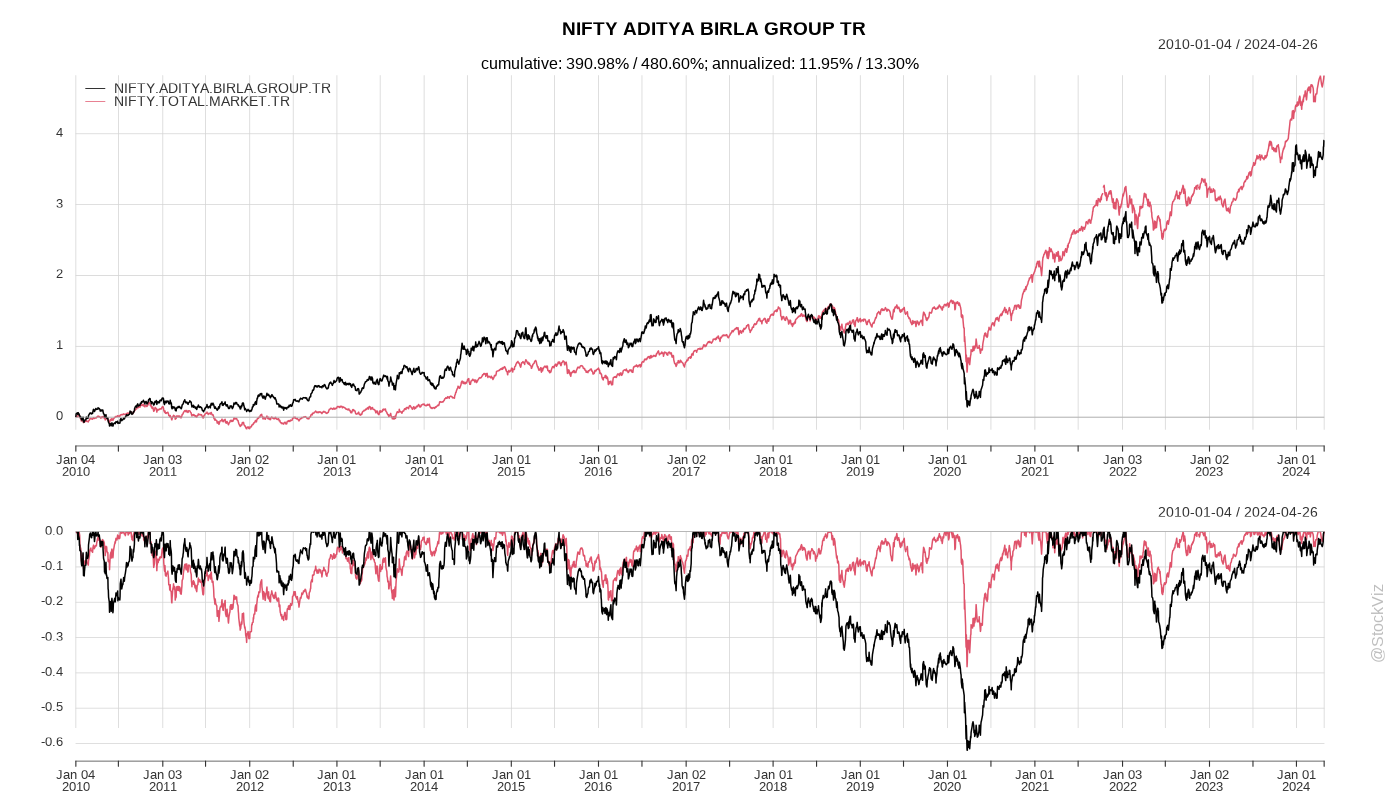 NIFTY ADITYA BIRLA GROUP TR
2010-01-04 / 2024-04-26
cumulative: 390.98% / 480.60%; annualized: 11.95% / 13.30%
NIFTY.ADITYA.BIRLA.GROUP.TR
NIFTY.TOTAL.MARKET.TR
4
3
2
1
0
Jan 04 Jan 03 Jan 02 Jan 01 Jan 01 Jan 01 Jan 01 Jan 02 Jan 01 Jan 01 Jan 01 Jan 01 Jan 03 Jan 02 Jan 01
2010 2011 2012 2013 2014 2015 2016 2017 2018 2019 2020 2021 2022 2023 2024
2010-01-04 / 2024-04-26
0.0
-0.1
-0.2
-0.3
-0.4
-0.5
-0.6
Jan 04 Jan 03 Jan 02 Jan 01 Jan 01 Jan 01 Jan 01 Jan 02 Jan 01 Jan 01 Jan 01 Jan 01 Jan 03 Jan 02 Jan 01
2010 2011 2012 2013 2014 2015 2016 2017 2018 2019 2020 2021 2022 2023 2024
@StockViz